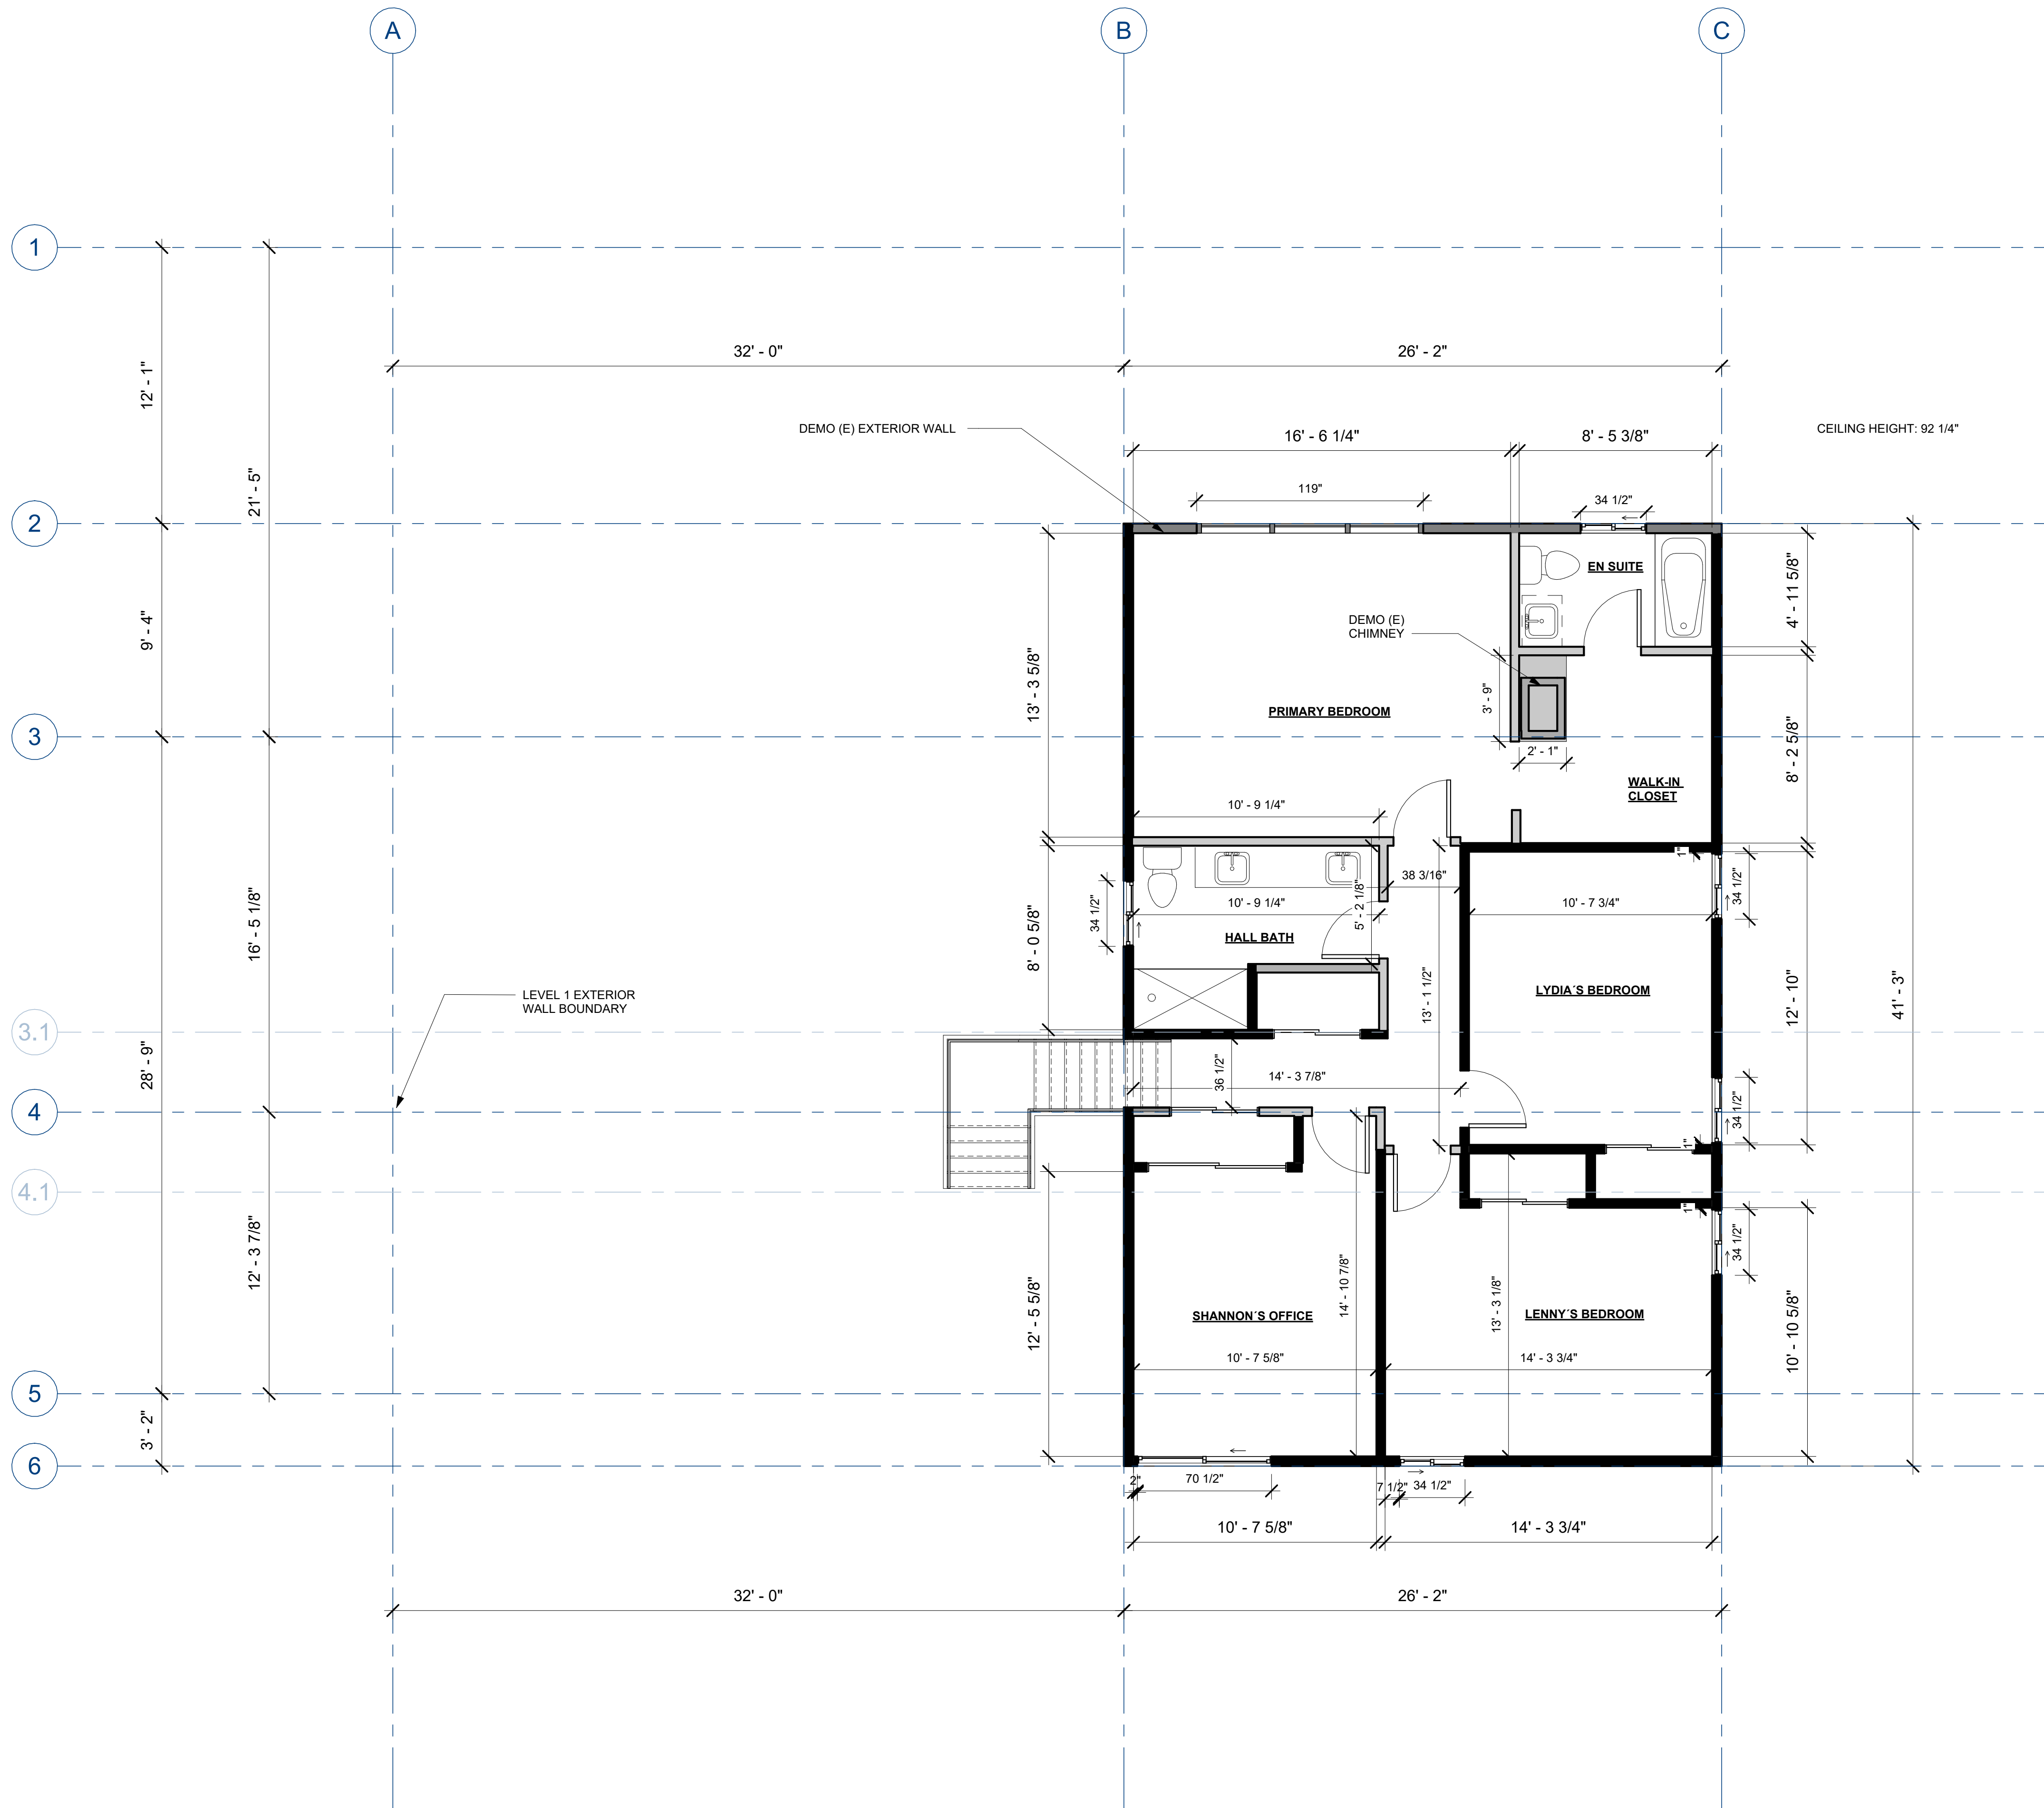 A
B
C
1
32' - 0"
26' - 2"
12' - 1"
DEMO (E) EXTERIOR WALL
16' - 6 1/4"
8' - 5 3/8"
CEILING HEIGHT: 92 1/4"
21' - 5"
119"
34 1/2"
2
EN SUITE
4' - 11 5/8"
9' - 4"
DEMO (E)
CHIMNEY
13' - 3 5/8"
3' - 9"
PRIMARY BEDROOM
3
2' - 1"
8' - 2 5/8"
WALK-IN
CLOSET
10' - 9 1/4"
1"
38 3/16"
34 1/2"
10' - 9 1/4"
5' - 2 1/8"
10' - 7 3/4"
34 1/2"
16' - 5 1/8"
8' - 0 5/8"
HALL BATH
LYDIA´S BEDROOM
13' - 1 1/2"
12' - 10"
41' - 3"
LEVEL 1 EXTERIOR
WALL BOUNDARY
3.1
28' - 9"
36 1/2"
14' - 3 7/8"
4
34 1/2"
1"
4.1
1"
12' - 3 7/8"
34 1/2"
14' - 10 7/8"
13' - 3 1/8"
12' - 5 5/8"
SHANNON´S OFFICE
LENNY´S BEDROOM
10' - 10 5/8"
10' - 7 5/8"
14' - 3 3/4"
5
3' - 2"
6
2"
70 1/2"
7 1/2"
34 1/2"
10' - 7 5/8"
14' - 3 3/4"
32' - 0"
26' - 2"